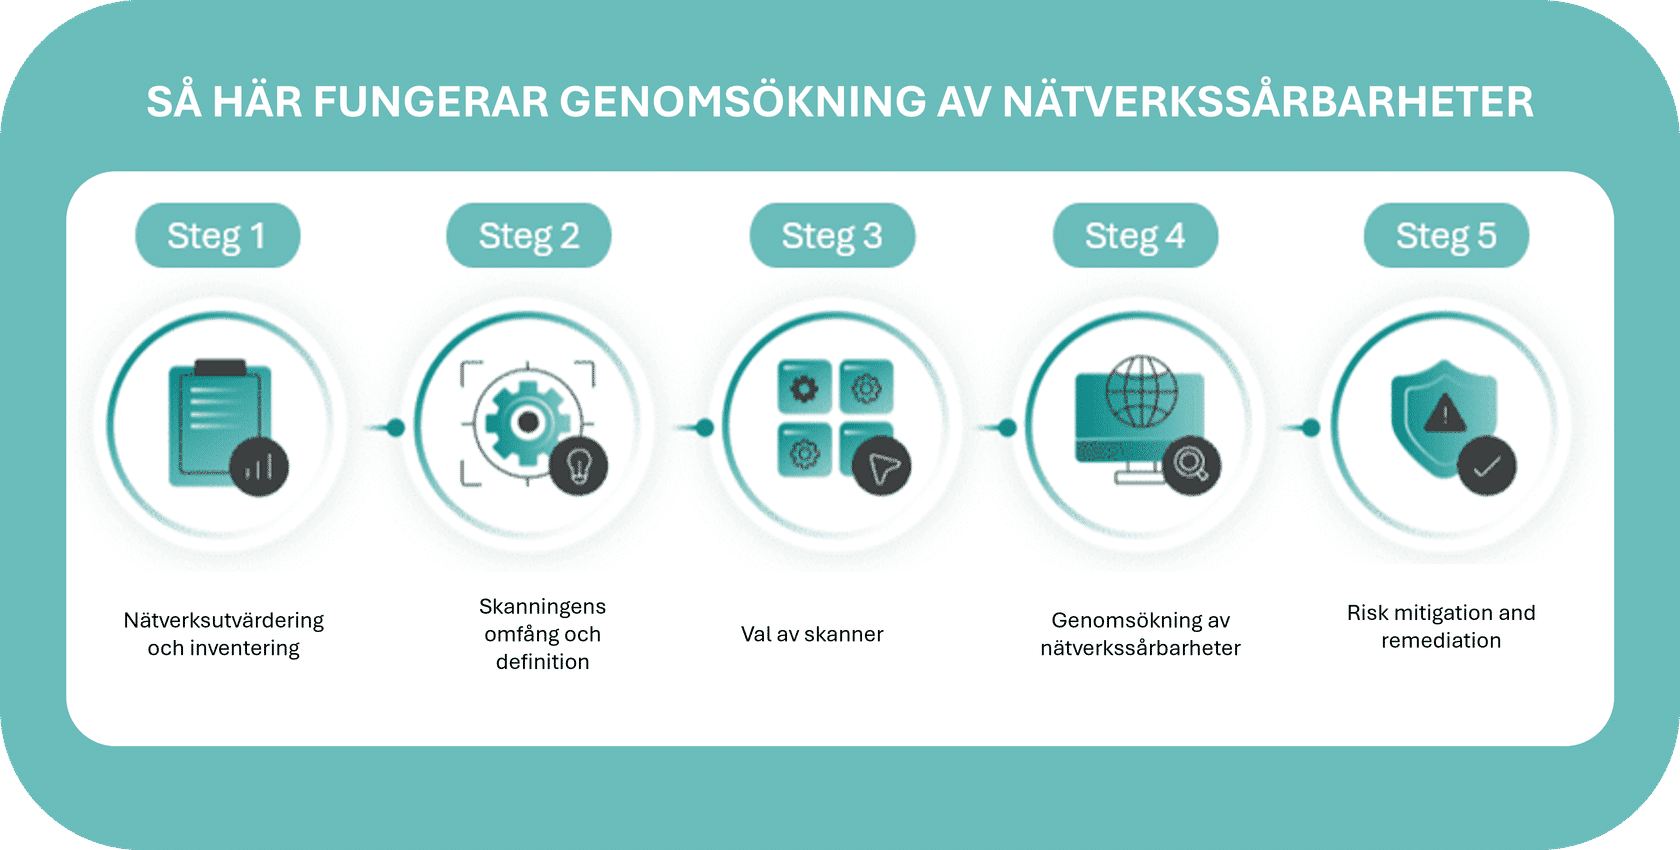 SÅ HÄR FUNGERAR GENOMSÖKNING AV NÄTVERKSSÅRBARHETER
Steg 1
Steg 2
Steg 3
Steg 4
Steg 5
Nätverksutvärdering
och inventering
Skanningens
omfång och
definition
Val av skanner
Genomsökning av
nätverkssårbarheter
Risk mitigation and
remediation